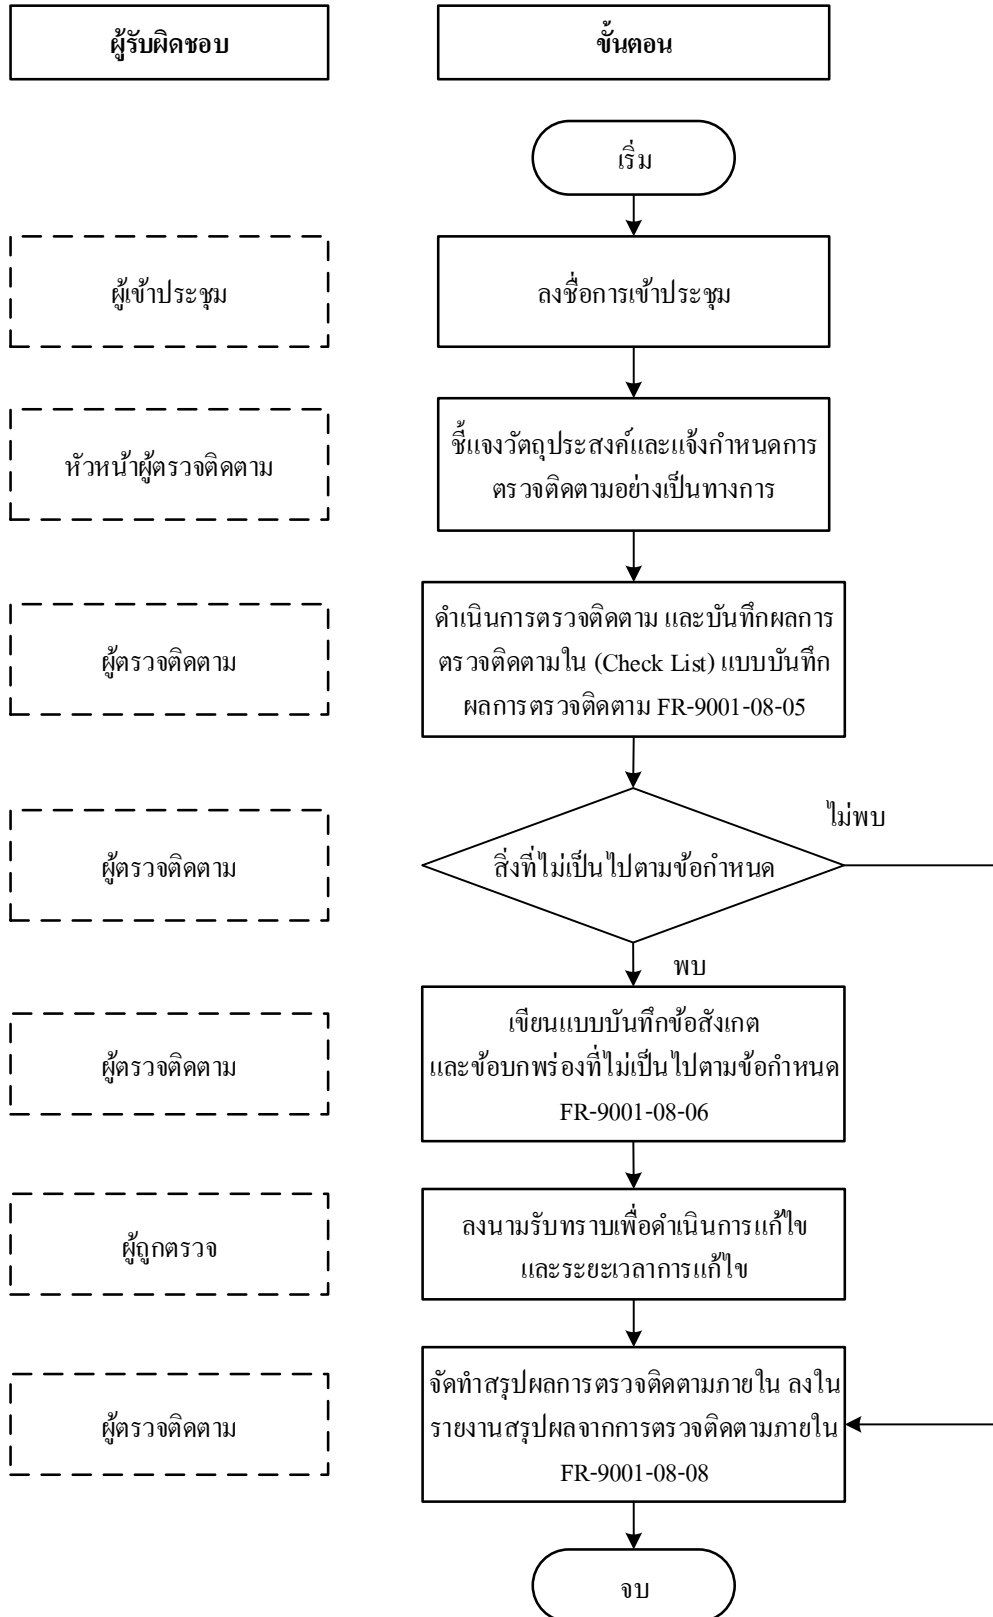 ผู้รับผิดชอบ
ขั้นตอน
เริ่ม
ผู้เข้าประชุม
ลงชื่อการเข้าประชุม
หัวหน้าผู้ตรวจติดตาม
ชี้แจงวัตถุประสงค์และแจ้งกำหนดการ
ตรวจติดตามอย่างเป็นทางการ
ผู้ตรวจติดตาม
ดำเนินการตรวจติดตาม และบันทึกผลการ
ตรวจติดตามใน (Check List) แบบบันทึก
ผลการตรวจติดตาม FR-9001-08-05
ผู้ตรวจติดตาม
สิ่งที่ไม่เป็นไปตามข้อกำหนด
ไม่พบ
พบ
ผู้ตรวจติดตาม
เขียนแบบบันทึกข้อสังเกต
และข้อบกพร่องที่ไม่เป็นไปตามข้อกำหนด
FR-9001-08-06
ผู้ถูกตรวจ
ลงนามรับทราบเพื่อดำเนินการแก้ไข
และระยะเวลาการแก้ไข
ผู้ตรวจติดตาม
จัดทำสรุปผลการตรวจติดตามภายใน ลงใน
รายงานสรุปผลจากการตรวจติดตามภายใน
FR-9001-08-08
จบ